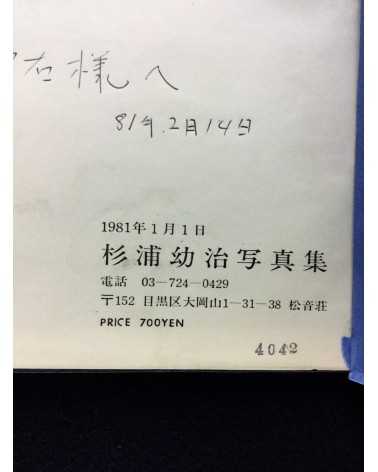 右様へ
81年.2月14日
1981年1月1日
杉浦幼治写真集
電話 03—724—0429
〒152 目黒区大岡山1—31—38 松音荘
PRICE 700YEN
4042